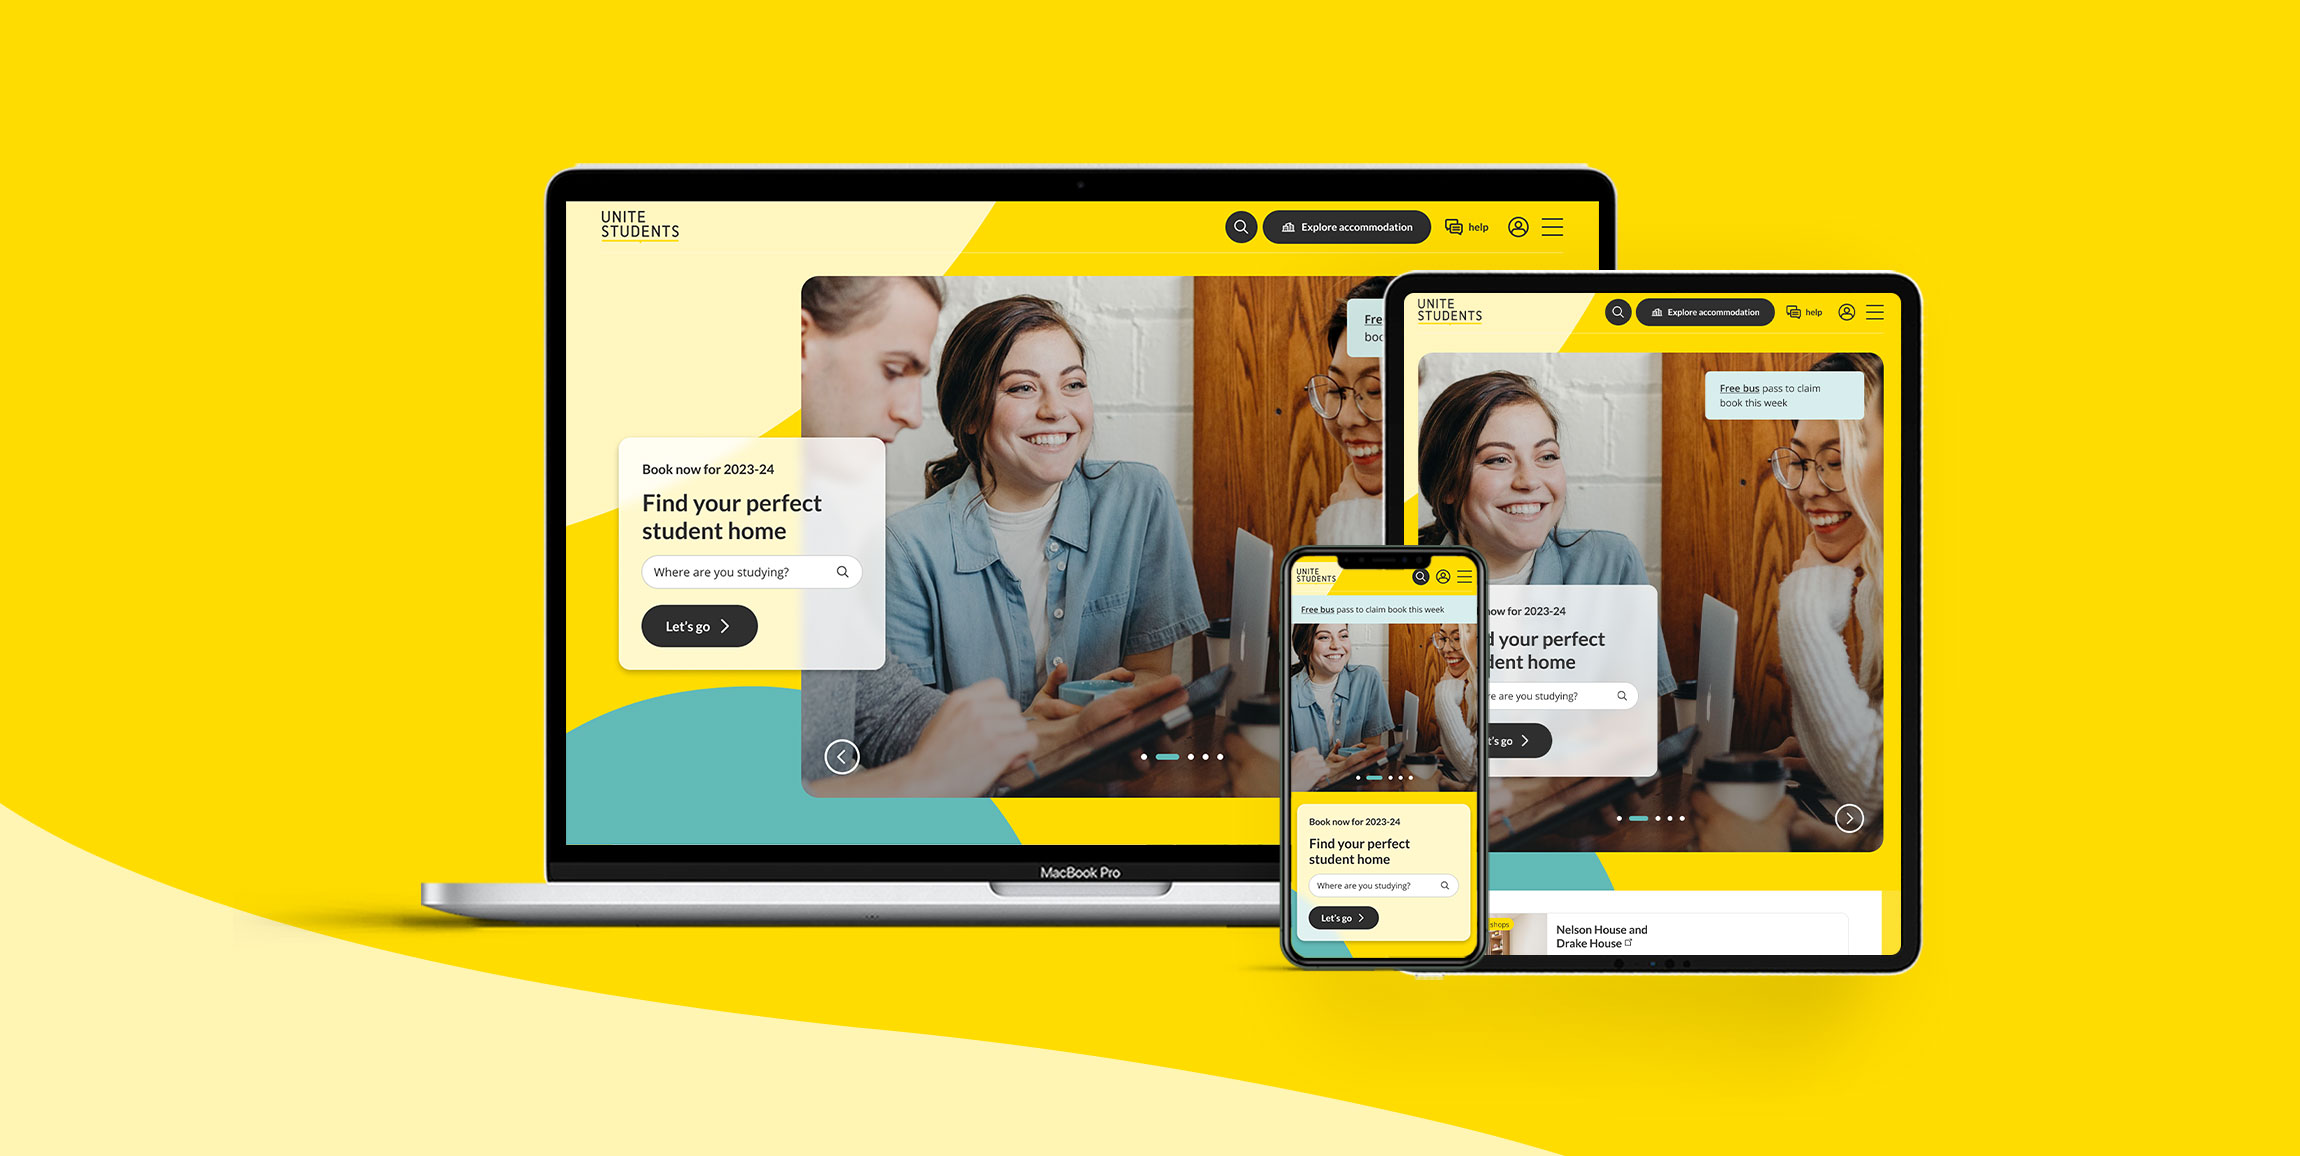 UNITE
STUDENTS
Explore accommodation
help
Fre
boo
Book now for 2023-24
Find your perfect
student home
Where are you studying?
Let's go
MacBook Pro
UNITE
STUDENTS
Explore accommodation
help
Free bus pass to claim
book this week
now for 2023-24
d your perfect
dent home
re are you studying?
t's go
shops
Nelson House and
Drake House
UNITE
STUDENTS
Free bus pass to claim book this week
Book now for 2023-24
Find your perfect
student home
Where are you studying?
Let's go